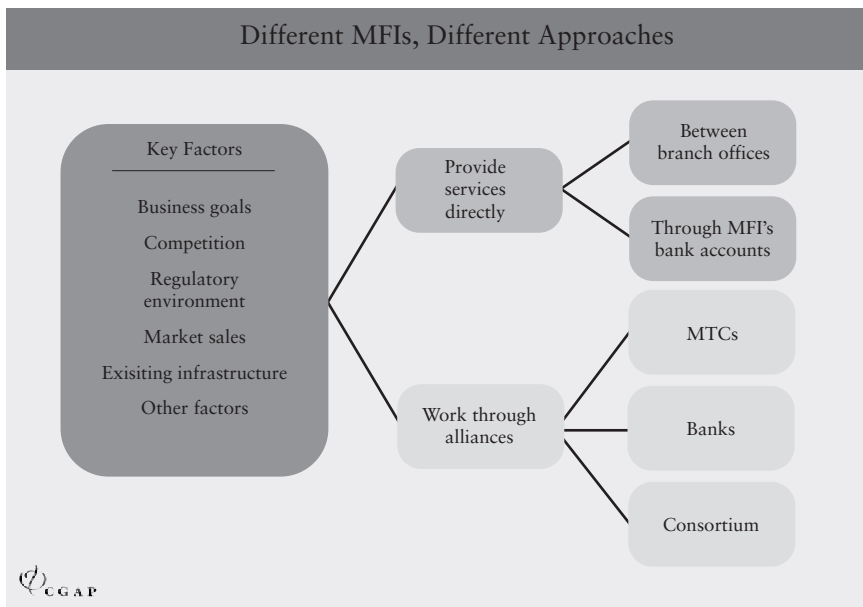 Different MFIs, Different Approaches
Key Factors
Business goals
Competition
Regulatory
environment
Market sales
Exisiting infrastructure
Other factors
Provide
services
directly
Between
branch offices
Through MFI's
bank accounts
Work through
alliances
MTCs
Banks
Consortium
CGAP